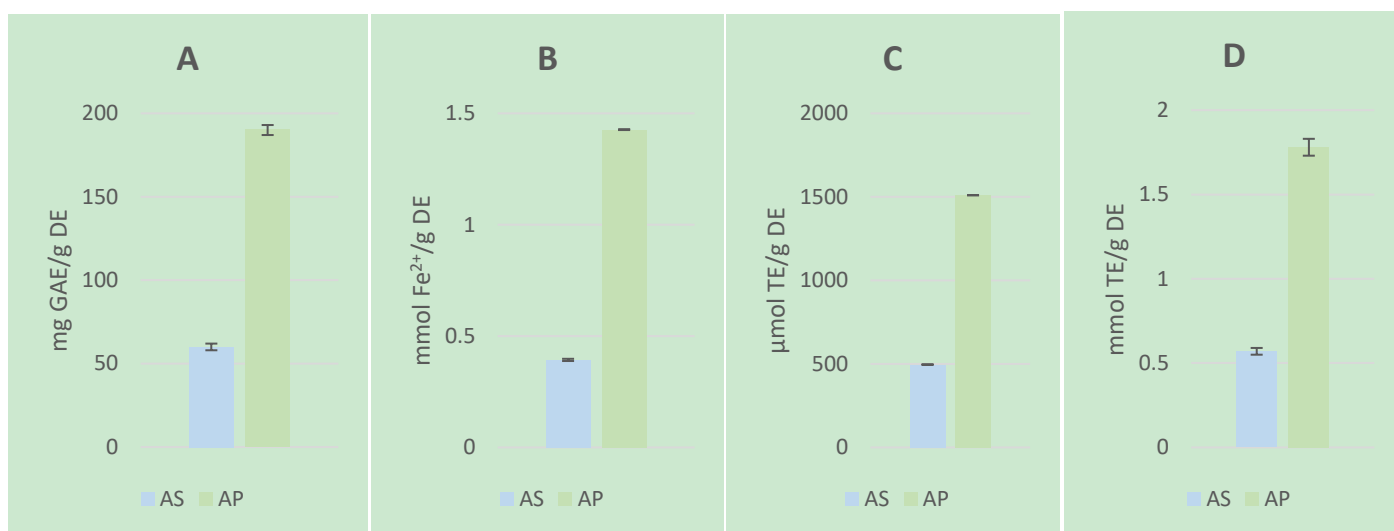 A
mg GAE/g DE
200
150
100
50
0
AS AP
B
mmol Fe²⁺/g DE
1.5
1
0.5
0
AS AP
C
µmol TE/g DE
2000
1500
1000
500
0
AS AP
D
mmol TE/g DE
2
1.5
1
0.5
0
AS AP